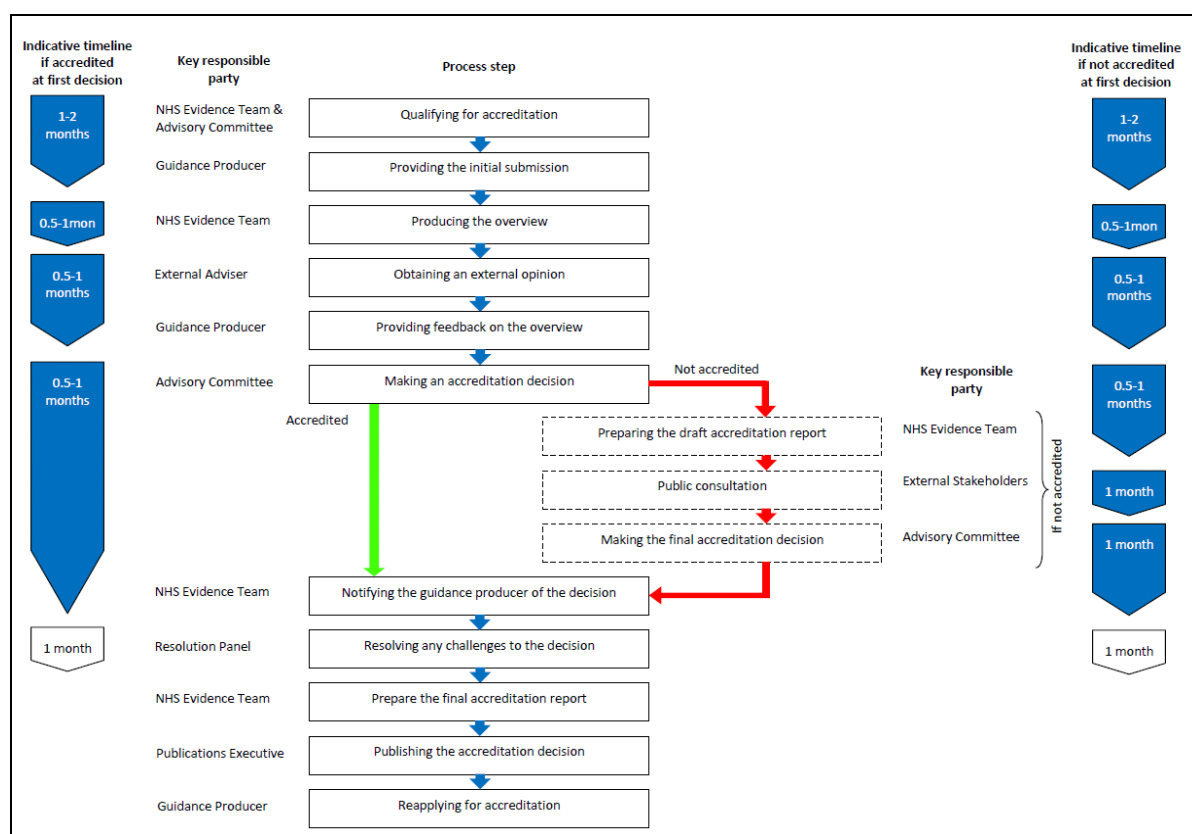 Indicative timeline
if accredited
at first decision
Key responsible
party
Process step
Indicative timeline
if not accredited
at first decision
1-2
months
NHS Evidence Team &
Advisory Committee
Qualifying for accreditation
1-2
months
Guidance Producer
Providing the initial submission
0.5-1mon
NHS Evidence Team
Producing the overview
0.5-1mon
0.5-1
months
External Adviser
Obtaining an external opinion
0.5-1
months
Guidance Producer
Providing feedback on the overview
0.5-1
months
Advisory Committee
Making an accreditation decision
Not accredited
Key responsible
party
0.5-1
months
Accredited
Preparing the draft accreditation report
NHS Evidence Team
Public consultation
External Stakeholders
If not accredited
1 month
Making the final accreditation decision
Advisory Committee
1 month
NHS Evidence Team
Notifying the guidance producer of the decision
1 month
Resolution Panel
Resolving any challenges to the decision
1 month
NHS Evidence Team
Prepare the final accreditation report
Publications Executive
Publishing the accreditation decision
Guidance Producer
Reapplying for accreditation